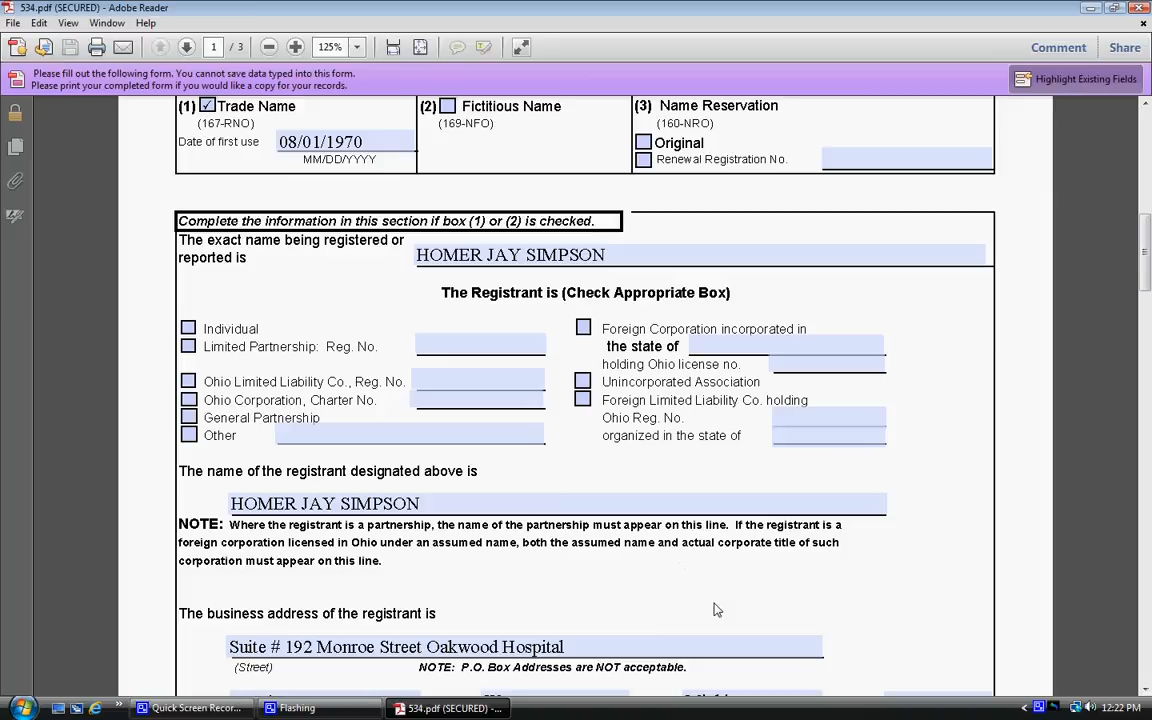 534.pdf (SECURED) - Adobe Reader
File Edit View Window Help
1 / 3 125% Comment Share
Please fill out the following form. You cannot save data typed into this form.
Please print your completed form if you would like a copy for your records.
Highlight Existing Fields
(1) Trade Name
(167-RNO)
Date of first use 08/01/1970
MM/DD/YYYY
(2) Fictitious Name
(169-NFO)
(3) Name Reservation
(160-NRO)
Original
Renewal Registration No.
Complete the information in this section if box (1) or (2) is checked.
The exact name being registered or
reported is HOMER JAY SIMPSON
The Registrant is (Check Appropriate Box)
Individual
Limited Partnership: Reg. No.
Ohio Limited Liability Co., Reg. No.
Ohio Corporation, Charter No.
General Partnership
Other
Foreign Corporation incorporated in
the state of
holding Ohio license no.
Unincorporated Association
Foreign Limited Liability Co. holding
Ohio Reg. No.
organized in the state of
The name of the registrant designated above is
HOMER JAY SIMPSON
NOTE: Where the registrant is a partnership, the name of the partnership must appear on this line. If the registrant is a
foreign corporation licensed in Ohio under an assumed name, both the assumed name and actual corporate title of such
corporation must appear on this line.
The business address of the registrant is
Suite # 192 Monroe Street Oakwood Hospital
(Street) NOTE: P.O. Box Addresses are NOT acceptable.
Quick Screen Recor... Flashing 534.pdf (SECURED) -... 12:22 PM